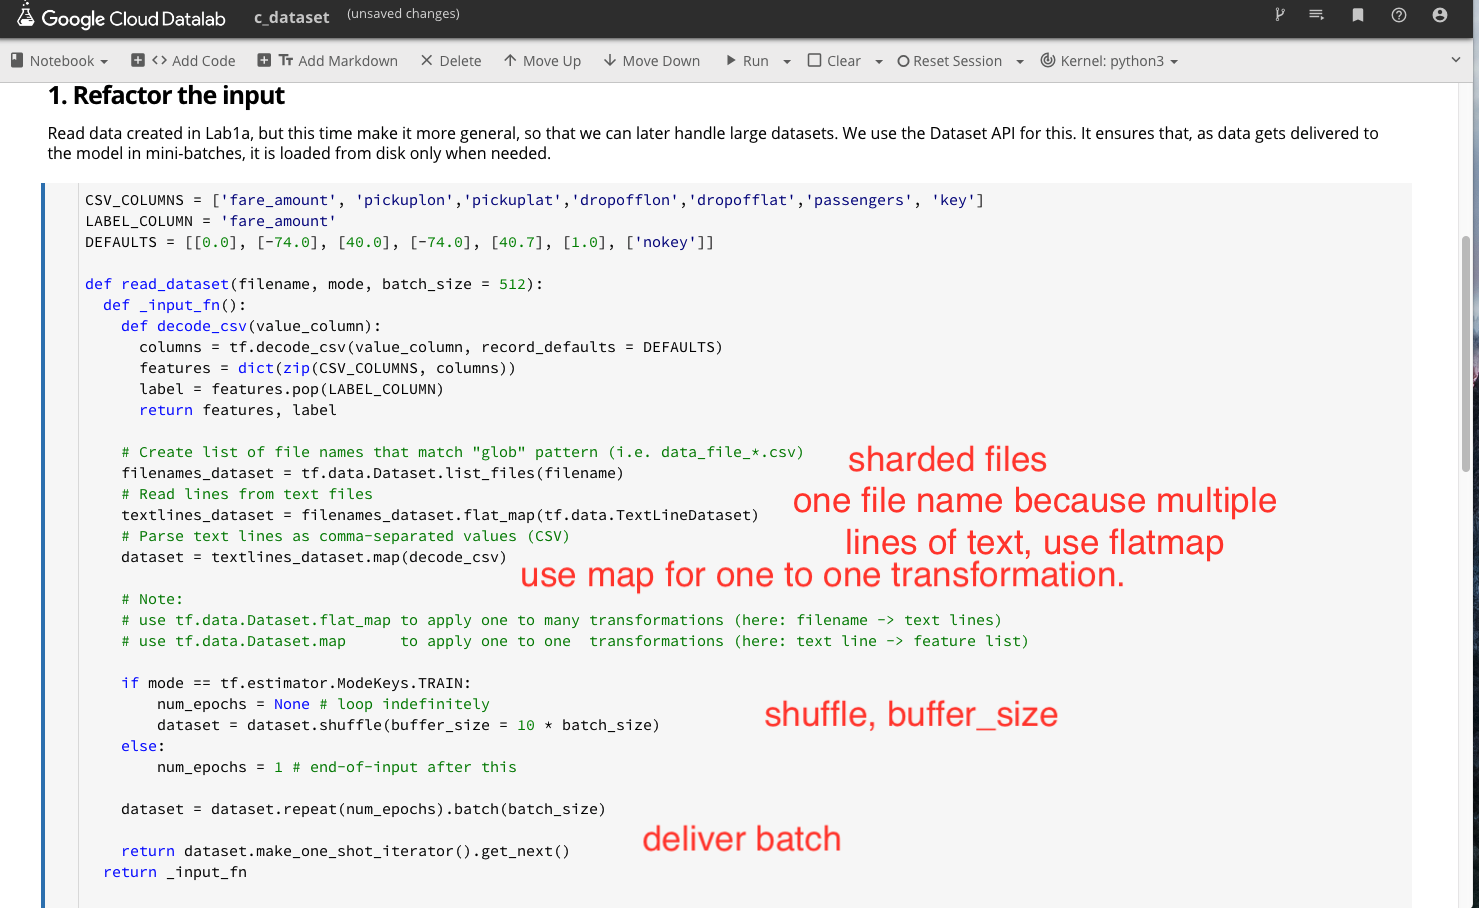 Google Cloud Datalab c_dataset (unsaved changes)
Notebook Add Code Tt Add Markdown Delete Move Up Move Down Run Clear Reset Session Kernel: python3
1. Refactor the input
Read data created in Lab1a, but this time make it more general, so that we can later handle large datasets. We use the Dataset API for this. It ensures that, as data gets delivered to
the model in mini-batches, it is loaded from disk only when needed.
CSV_COLUMNS = ['fare_amount', 'pickuplon','pickuplat','dropofflon','dropofflat','passengers', 'key']
LABEL_COLUMN = 'fare_amount'
DEFAULTS = [[0.0], [-74.0], [40.0], [-74.0], [40.7], [1.0], ['nokey']]
def read_dataset(filename, mode, batch_size = 512):
def _input_fn():
def decode_csv(value_column):
columns = tf.decode_csv(value_column, record_defaults = DEFAULTS)
features = dict(zip(CSV_COLUMNS, columns))
label = features.pop(LABEL_COLUMN)
return features, label
# Create list of file names that match "glob" pattern (i.e. data_file_*.csv)
sharded files
filenames_dataset = tf.data.Dataset.list_files(filename)
# Read lines from text files
one file name because multiple
textlines_dataset = filenames_dataset.flat_map(tf.data.TextLineDataset)
# Parse text lines as comma-separated values (CSV)
lines of text, use flatmap
dataset = textlines_dataset.map(decode_csv)
use map for one to one transformation.
# Note:
# use tf.data.Dataset.flat_map to apply one to many transformations (here: filename -> text lines)
# use tf.data.Dataset.map to apply one to one transformations (here: text line -> feature list)
if mode == tf.estimator.ModeKeys.TRAIN:
num_epochs = None # loop indefinitely
shuffle, buffer_size
dataset = dataset.shuffle(buffer_size = 10 * batch_size)
else:
num_epochs = 1 # end-of-input after this
dataset = dataset.repeat(num_epochs).batch(batch_size)
deliver batch
return dataset.make_one_shot_iterator().get_next()
return _input_fn